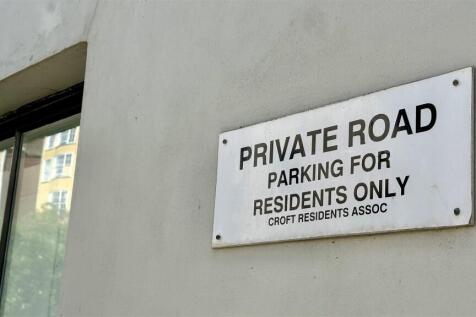 PRIVATE ROAD
PARKING FOR
RESIDENTS ONLY
CROFT RESIDENTS ASSOC